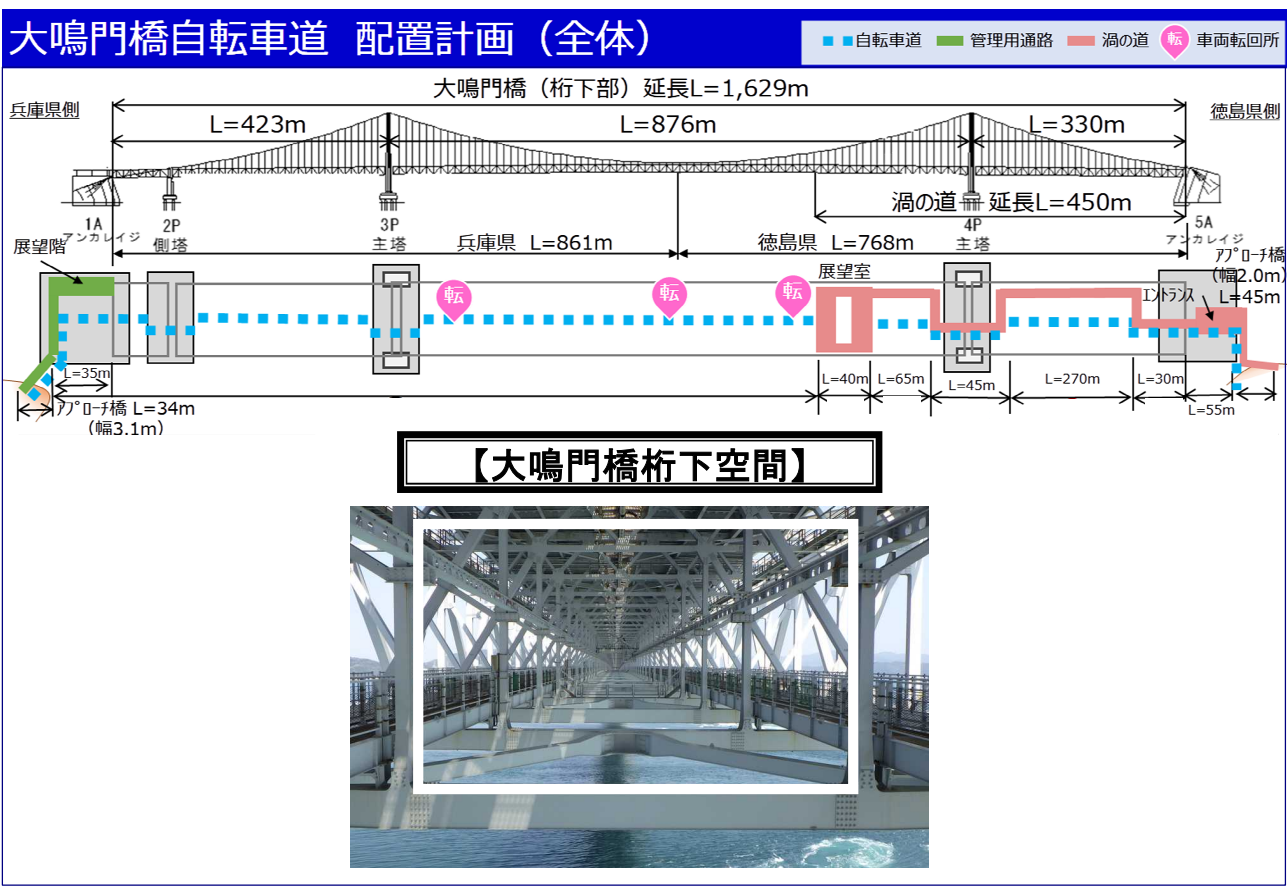 大鳴門橋自転車道 配置計画（全体）
自転車道 管理用通路 渦の道 転 車両転回所
大鳴門橋（桁下部）延長L=1,629m
兵庫県側
徳島県側
L=423m
L=876m
L=330m
渦の道 延長L=450m
1A
アンカレイジ
2P
側塔
3P
主塔
4P
主塔
5A
アンカレイジ
兵庫県 L=861m
徳島県 L=768m
展望階
展望室
アプローチ橋
（幅2.0m）
L=45m
エントランス
転
転
転
L=35m
L=40m
L=65m
L=45m
L=270m
L=30m
L=55m
アプローチ橋 L=34m
（幅3.1m）
【大鳴門橋桁下空間】